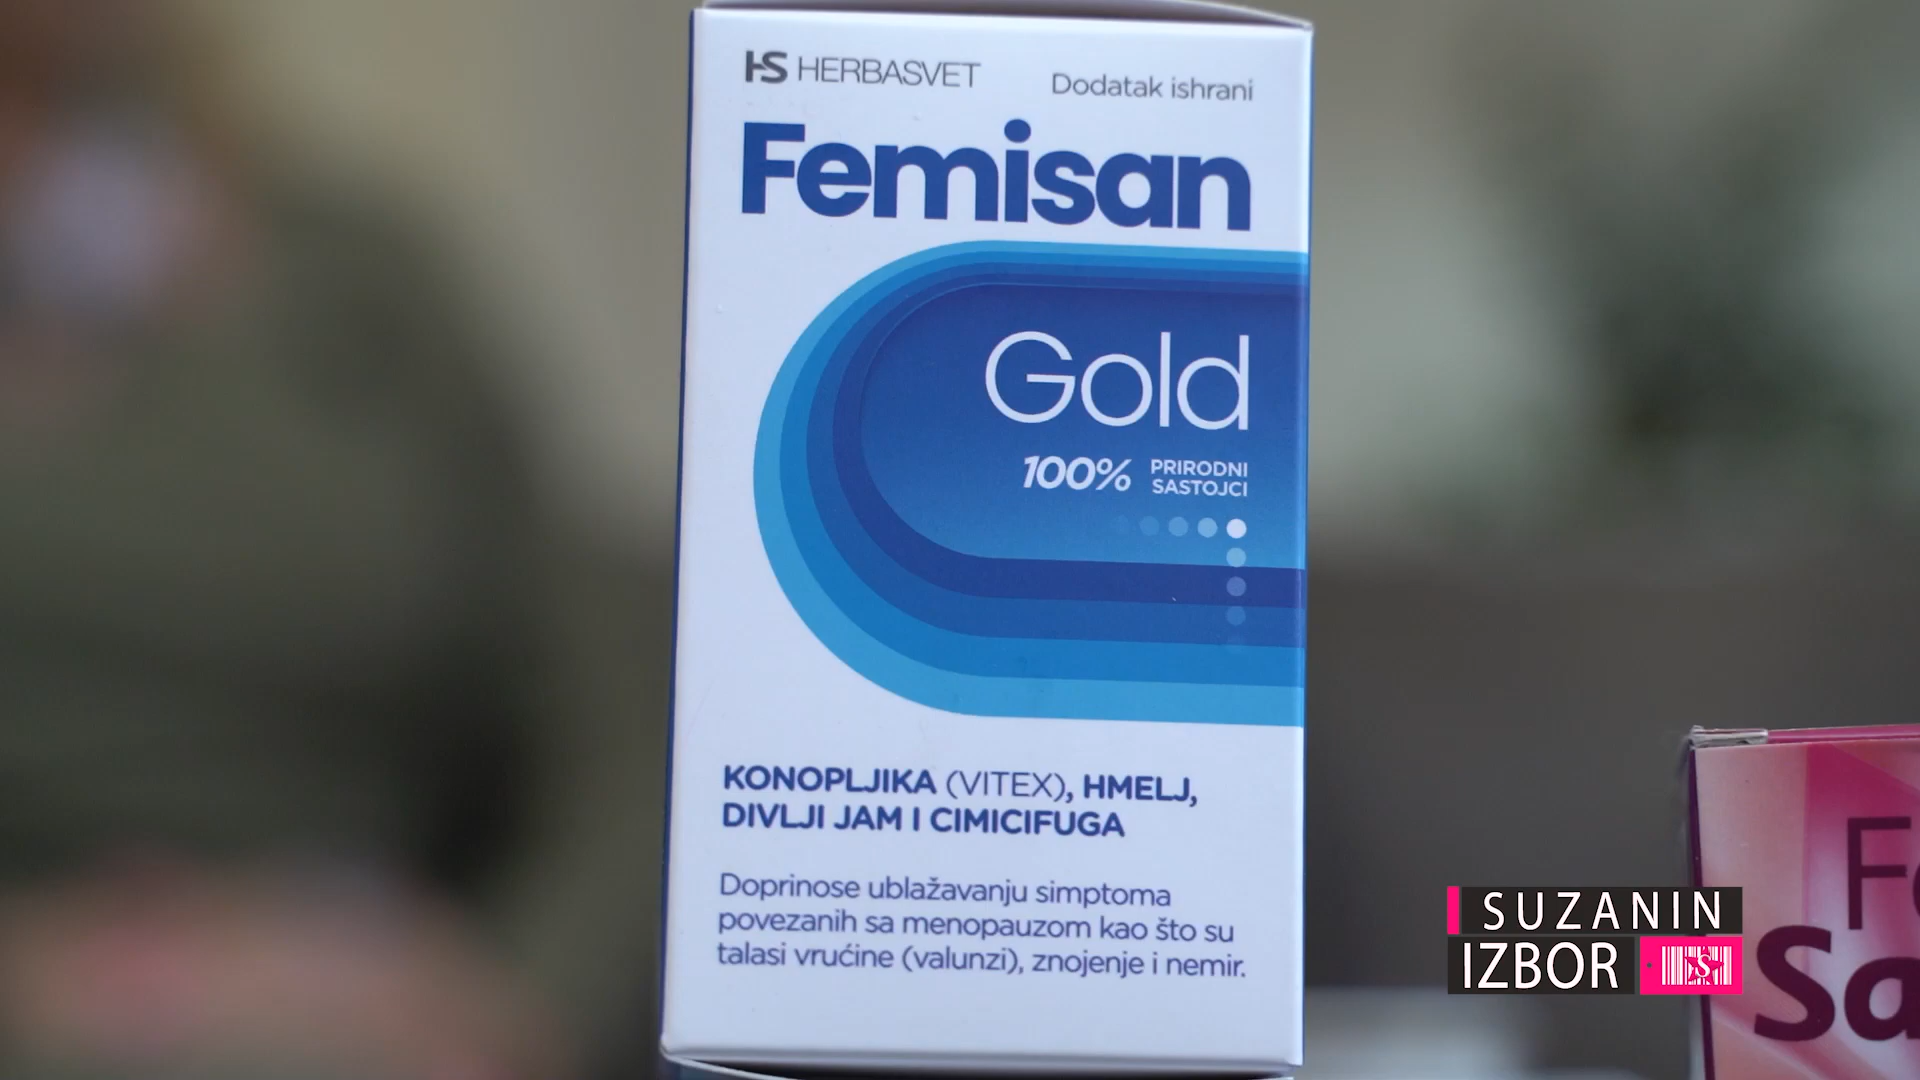 HS HERBASVET
Dodatak ishrani
Femisan
Gold
100% PRIRODNI
SASTOJCI
KONOPLJIKA (VITEX), HMELJ,
DIVLJI JAM I CIMICIFUGA
Doprinose ublažavanju simptoma
povezanih sa menopauzom kao što su
talasi vrućine (valunzi), znojenje i nemir.
SUZANIN
IZBOR